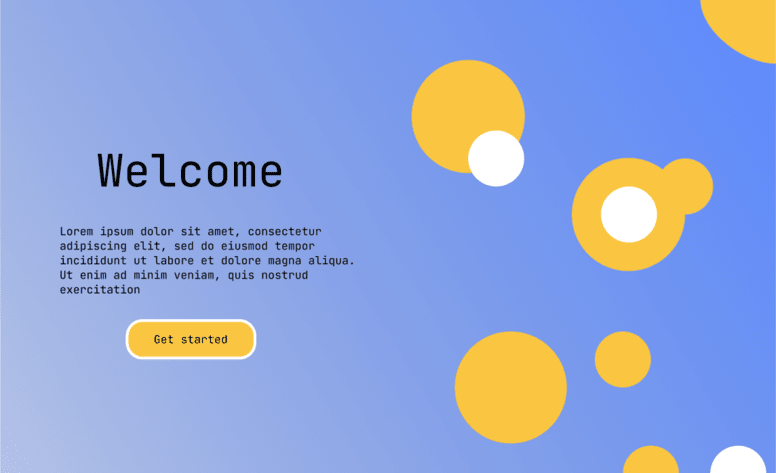 Welcome
Lorem ipsum dolor sit amet, consectetur
adipiscing elit, sed do eiusmod tempor
incididunt ut labore et dolore magna aliqua.
Ut enim ad minim veniam, quis nostrud
exercitation
Get started